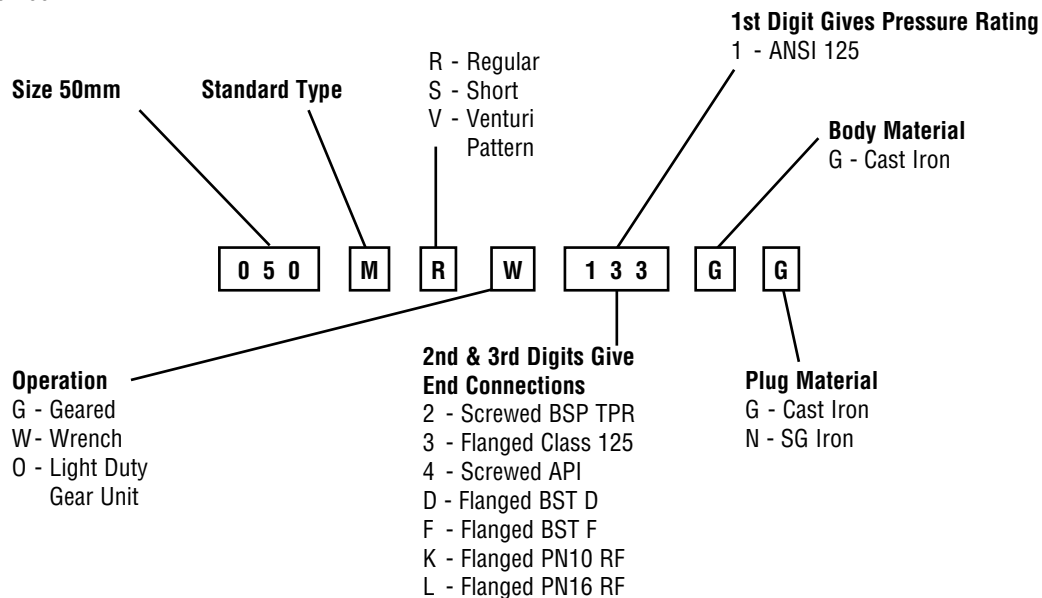 1st Digit Gives Pressure Rating
1 - ANSI 125
R - Regular
S - Short
V - Venturi
Pattern
Size 50mm
Standard Type
Body Material
G - Cast Iron
0 5 0 M R W 1 3 3 G G
Operation
G - Geared
W - Wrench
O - Light Duty
Gear Unit
2nd & 3rd Digits Give
End Connections
2 - Screwed BSP TPR
3 - Flanged Class 125
4 - Screwed API
D - Flanged BST D
F - Flanged BST F
K - Flanged PN10 RF
L - Flanged PN16 RF
Plug Material
G - Cast Iron
N - SG Iron